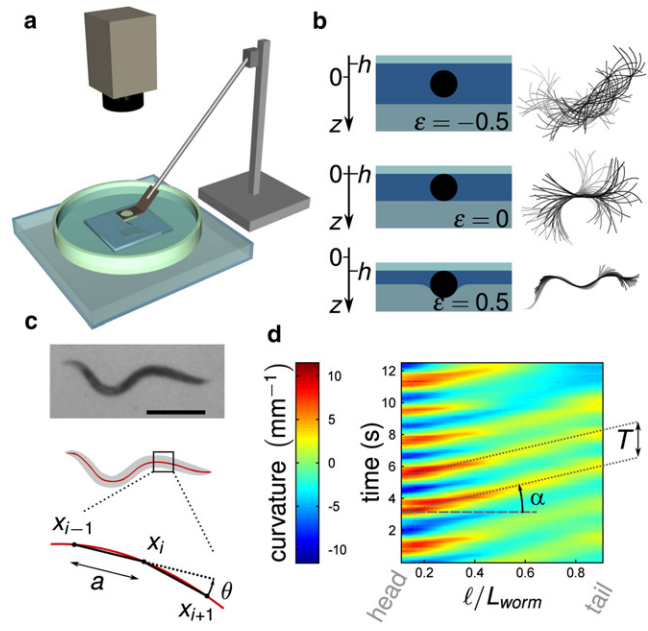 a
b
0
h
z
ε = −0.5
0
h
z
ε = 0
0
h
z
ε = 0.5
c
x_{i−1}
x_i
a
θ
x_{i+1}
d
curvature (mm⁻¹)
10
5
0
-5
-10
time (s)
12
10
8
6
4
2
α
T
0.2
0.4
0.6
0.8
head
ℓ/L_{worm}
tail